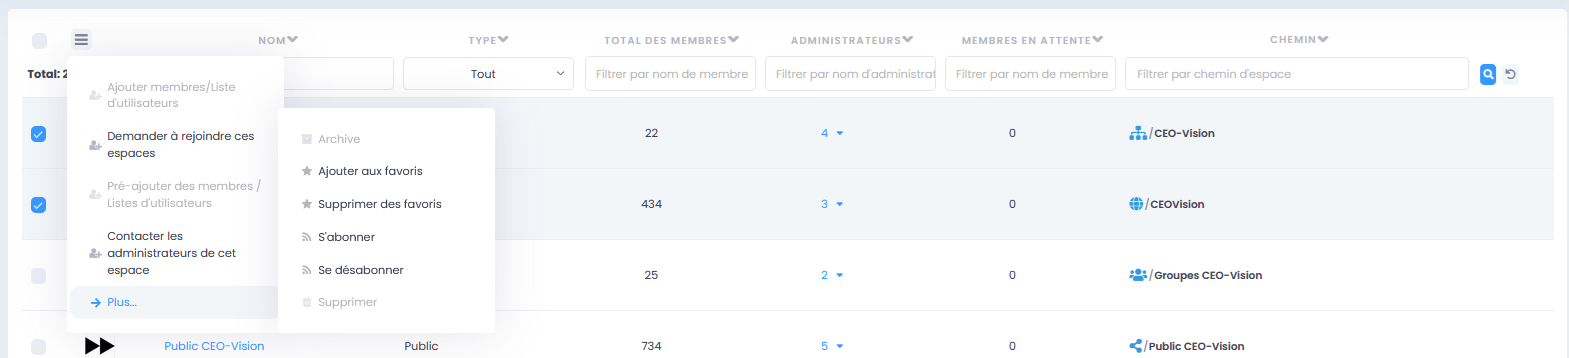 NOM TYPE TOTAL DES MEMBRES ADMINISTRATEURS MEMBRES EN ATTENTE CHEMIN
Total: 2 Tout Filtrer par nom de membre Filtrer par nom d'administrat Filtrer par nom de membre Filtrer par chemin d'espace
Ajouter membres/Liste
d'utilisateurs
Demander à rejoindre ces
espaces
Pré-ajouter des membres /
Listes d'utilisateurs
Contacter les
administrateurs de cet
espace
Plus...
Archive
Ajouter aux favoris
Supprimer des favoris
S'abonner
Se désabonner
Supprimer
22 4 0 /CEO-Vision
434 3 0 /CEOVision
25 2 0 /Groupes CEO-Vision
Public CEO-Vision Public 734 5 0 /Public CEO-Vision